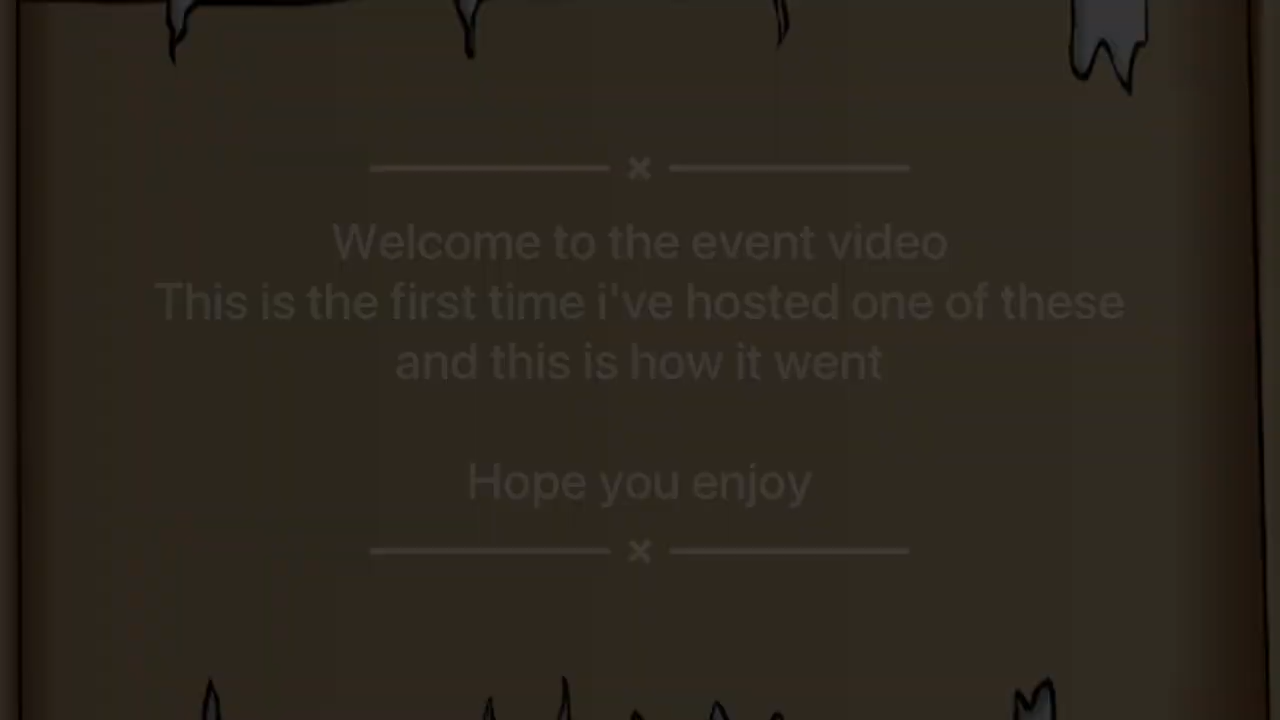 Welcome to the event video
This is the first time i've hosted one of these
and this is how it went
Hope you enjoy